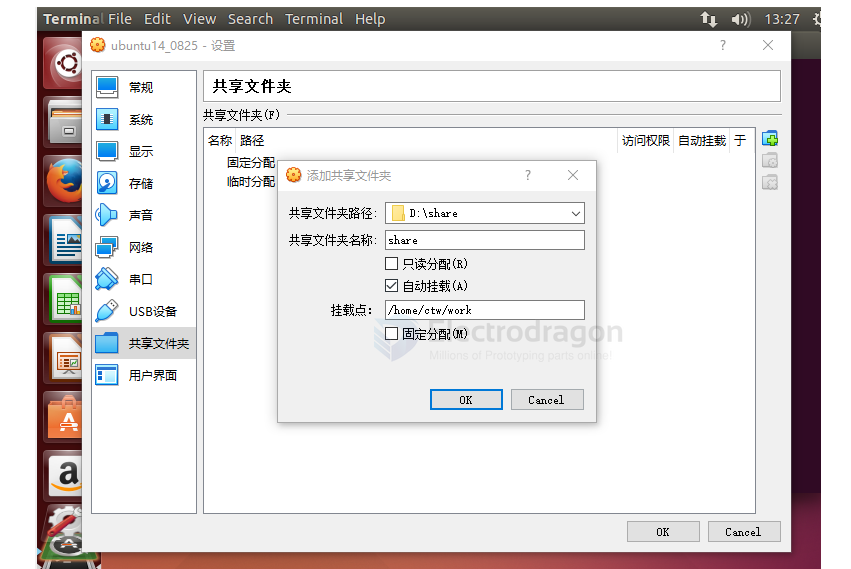 Terminal File Edit View Search Terminal Help 13:27
ubuntu14_0825 - 设置 ?
常规
系统
显示
存储
声音
网络
串口
USB设备
共享文件夹
用户界面
共享文件夹
共享文件夹(F)
名称 路径 访问权限 自动挂载 于
固定分配
临时分配
添加共享文件夹 ?
共享文件夹路径: D:\share
共享文件夹名称: share
只读分配(R)
自动挂载(A)
挂载点: /home/ctw/work
固定分配(M)
Electrodragon
Millions of Prototyping parts online!
OK Cancel
OK Cancel